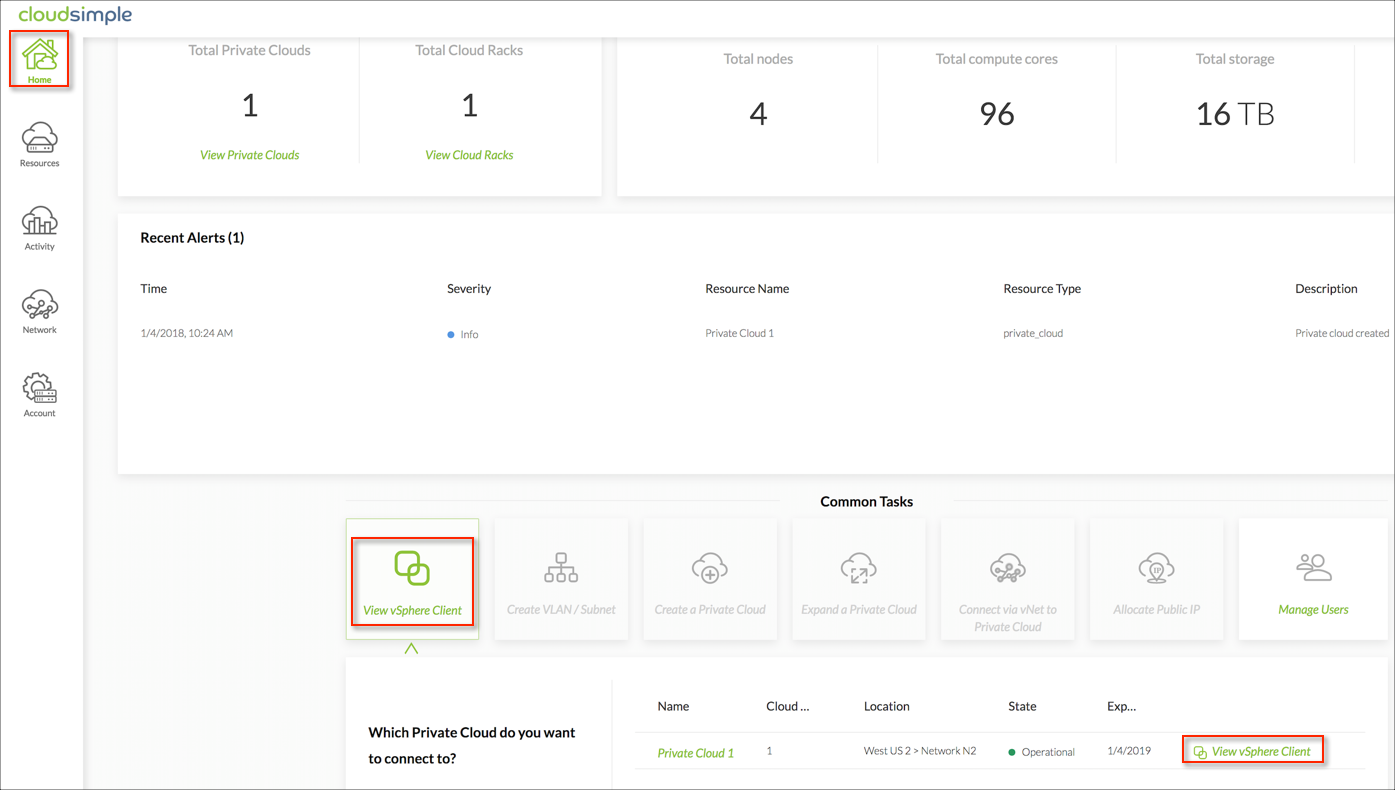 cloudsimple
Home
Resources
Activity
Network
Account
Total Private Clouds
1
View Private Clouds
Total Cloud Racks
1
View Cloud Racks
Total nodes
4
Total compute cores
96
Total storage
16 TB
Recent Alerts (1)
Time Severity Resource Name Resource Type Description
1/4/2018, 10:24 AM Info Private Cloud 1 private_cloud Private cloud created
Common Tasks
View vSphere Client
Create VLAN / Subnet
Create a Private Cloud
Expand a Private Cloud
Connect via vNet to
Private Cloud
IP
Allocate Public IP
Manage Users
Which Private Cloud do you want
to connect to?
Name Cloud ... Location State Exp...
Private Cloud 1 1 West US 2 > Network N2 Operational 1/4/2019 View vSphere Client